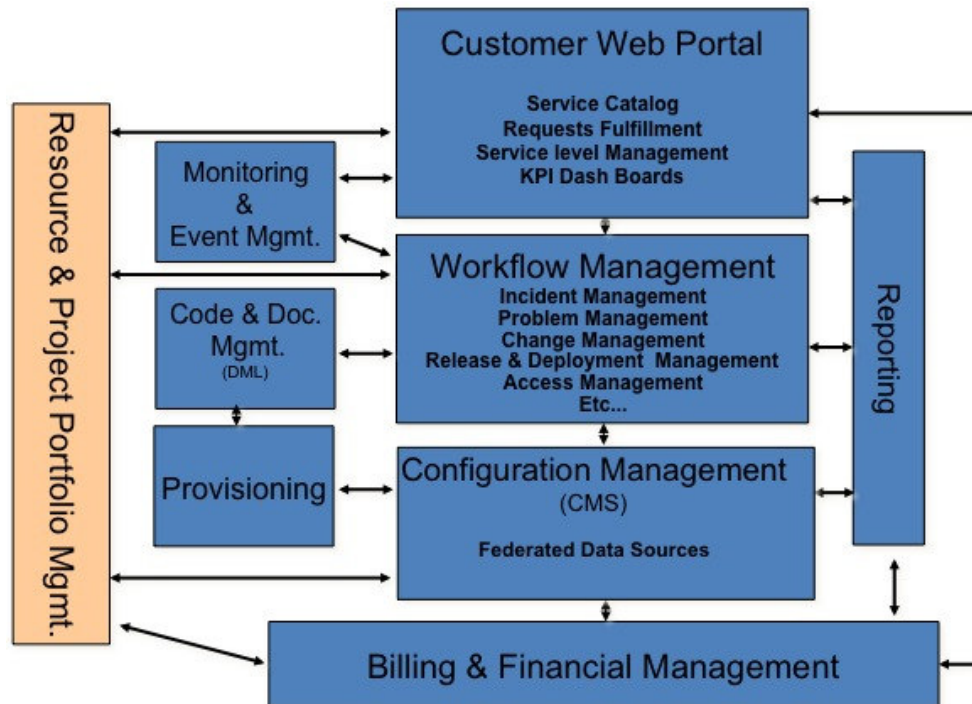 Customer Web Portal
Service Catalog
Requests Fulfillment
Service level Management
KPI Dash Boards
Resource & Project Portfolio Mgmt.
Monitoring
&
Event Mgmt.
Workflow Management
Incident Management
Problem Management
Change Management
Release & Deployment Management
Access Management
Etc...
Code & Doc.
Mgmt.
(DML)
Reporting
Provisioning
Configuration Management
(CMS)
Federated Data Sources
Billing & Financial Management